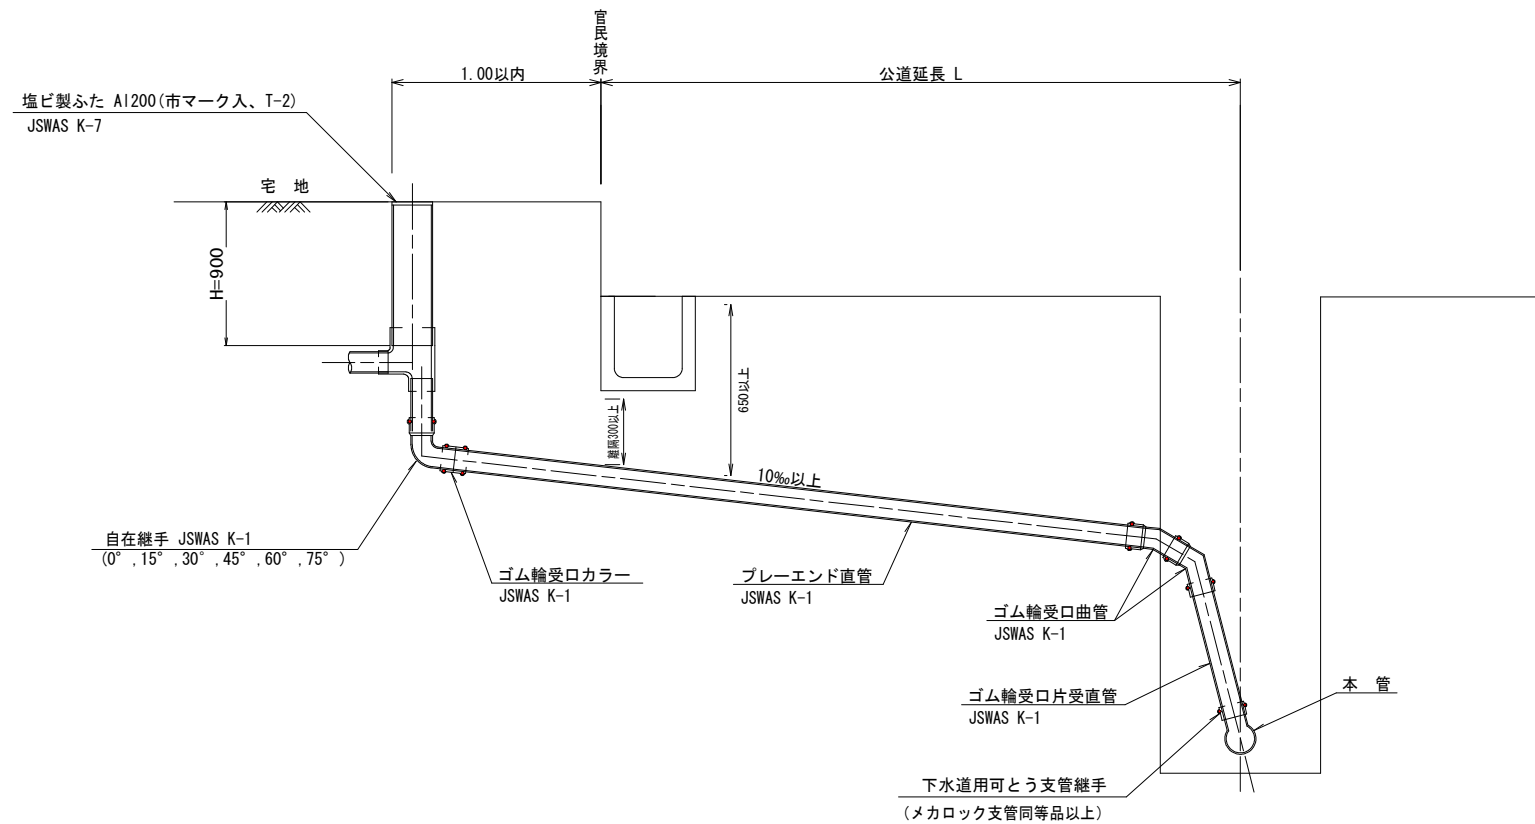 官民境界
1.00以内
公道延長 L
塩ビ製ふた Al200(市マーク入、T-2)
JSWAS K-7
宅 地
H=900
650以上
離隔300以上
10‰以上
自在継手 JSWAS K-1
(0°,15°,30°,45°,60°,75°)
ゴム輪受口カラー
JSWAS K-1
プレーエンド直管
JSWAS K-1
ゴム輪受口曲管
JSWAS K-1
ゴム輪受口片受直管
JSWAS K-1
本 管
下水道用可とう支管継手
(メカロック支管同等品以上)